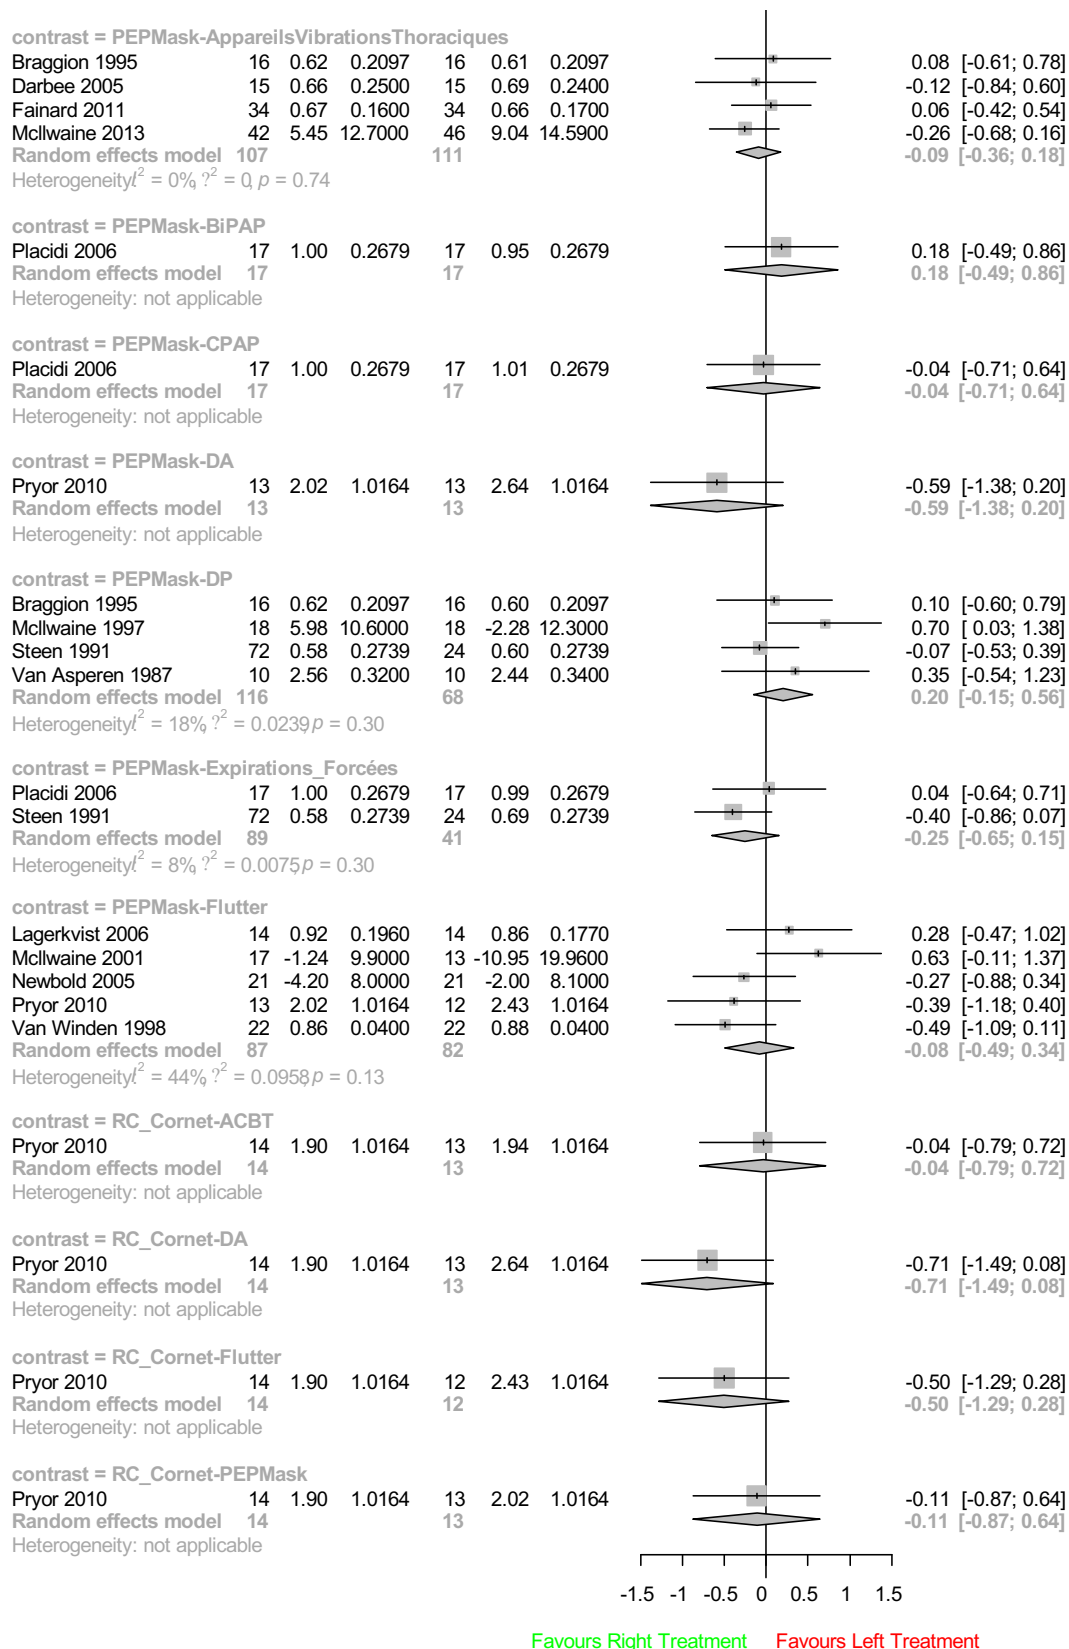 contrast = PEPMask-AppareilsVibrationsThoraciques
Braggion 1995 16 0.62 0.2097 16 0.61 0.2097 0.08 [-0.61; 0.78]
Darbee 2005 15 0.66 0.2500 15 0.69 0.2400 -0.12 [-0.84; 0.60]
Fainard 2011 34 0.67 0.1600 34 0.66 0.1700 0.06 [-0.42; 0.54]
McIlwaine 2013 42 5.45 12.7000 46 9.04 14.5900 -0.26 [-0.68; 0.16]
Random effects model 107 111 -0.09 [-0.36; 0.18]
Heterogeneity: I² = 0%, ?² = 0, p = 0.74
contrast = PEPMask-BiPAP
Placidi 2006 17 1.00 0.2679 17 0.95 0.2679 0.18 [-0.49; 0.86]
Random effects model 17 17 0.18 [-0.49; 0.86]
Heterogeneity: not applicable
contrast = PEPMask-CPAP
Placidi 2006 17 1.00 0.2679 17 1.01 0.2679 -0.04 [-0.71; 0.64]
Random effects model 17 17 -0.04 [-0.71; 0.64]
Heterogeneity: not applicable
contrast = PEPMask-DA
Pryor 2010 13 2.02 1.0164 13 2.64 1.0164 -0.59 [-1.38; 0.20]
Random effects model 13 13 -0.59 [-1.38; 0.20]
Heterogeneity: not applicable
contrast = PEPMask-DP
Braggion 1995 16 0.62 0.2097 16 0.60 0.2097 0.10 [-0.60; 0.79]
McIlwaine 1997 18 5.98 10.6000 18 -2.28 12.3000 0.70 [ 0.03; 1.38]
Steen 1991 72 0.58 0.2739 24 0.60 0.2739 -0.07 [-0.53; 0.39]
Van Asperen 1987 10 2.56 0.3200 10 2.44 0.3400 0.35 [-0.54; 1.23]
Random effects model 116 68 0.20 [-0.15; 0.56]
Heterogeneity: I² = 18%, ?² = 0.0239, p = 0.30
contrast = PEPMask-Expirations_Forcées
Placidi 2006 17 1.00 0.2679 17 0.99 0.2679 0.04 [-0.64; 0.71]
Steen 1991 72 0.58 0.2739 24 0.69 0.2739 -0.40 [-0.86; 0.07]
Random effects model 89 41 -0.25 [-0.65; 0.15]
Heterogeneity: I² = 8%, ?² = 0.0075, p = 0.30
contrast = PEPMask-Flutter
Lagerkvist 2006 14 0.92 0.1960 14 0.86 0.1770 0.28 [-0.47; 1.02]
McIlwaine 2001 17 -1.24 9.9000 13 -10.95 19.9600 0.63 [-0.11; 1.37]
Newbold 2005 21 -4.20 8.0000 21 -2.00 8.1000 -0.27 [-0.88; 0.34]
Pryor 2010 13 2.02 1.0164 12 2.43 1.0164 -0.39 [-1.18; 0.40]
Van Winden 1998 22 0.86 0.0400 22 0.88 0.0400 -0.49 [-1.09; 0.11]
Random effects model 87 82 -0.08 [-0.49; 0.34]
Heterogeneity: I² = 44%, ?² = 0.0958, p = 0.13
contrast = RC_Cornet-ACBT
Pryor 2010 14 1.90 1.0164 13 1.94 1.0164 -0.04 [-0.79; 0.72]
Random effects model 14 13 -0.04 [-0.79; 0.72]
Heterogeneity: not applicable
contrast = RC_Cornet-DA
Pryor 2010 14 1.90 1.0164 13 2.64 1.0164 -0.71 [-1.49; 0.08]
Random effects model 14 13 -0.71 [-1.49; 0.08]
Heterogeneity: not applicable
contrast = RC_Cornet-Flutter
Pryor 2010 14 1.90 1.0164 12 2.43 1.0164 -0.50 [-1.29; 0.28]
Random effects model 14 12 -0.50 [-1.29; 0.28]
Heterogeneity: not applicable
contrast = RC_Cornet-PEPMask
Pryor 2010 14 1.90 1.0164 13 2.02 1.0164 -0.11 [-0.87; 0.64]
Random effects model 14 13 -0.11 [-0.87; 0.64]
Heterogeneity: not applicable
-1.5 -1 -0.5 0 0.5 1 1.5
Favours Right Treatment Favours Left Treatment